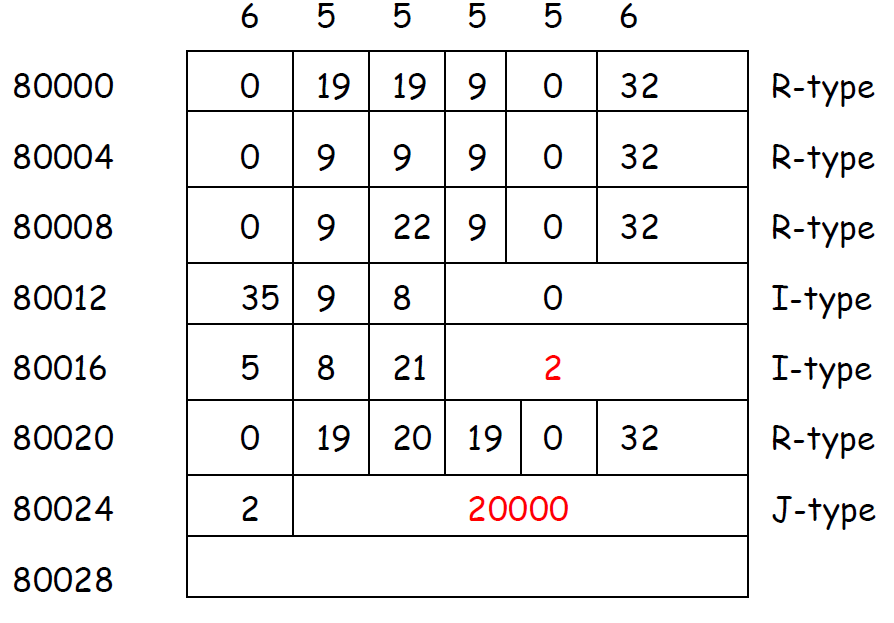 6 5 5 5 5 6
80000 0 19 19 9 0 32 R-type
80004 0 9 9 9 0 32 R-type
80008 0 9 22 9 0 32 R-type
80012 35 9 8 0 I-type
80016 5 8 21 2 I-type
80020 0 19 20 19 0 32 R-type
80024 2 20000 J-type
80028